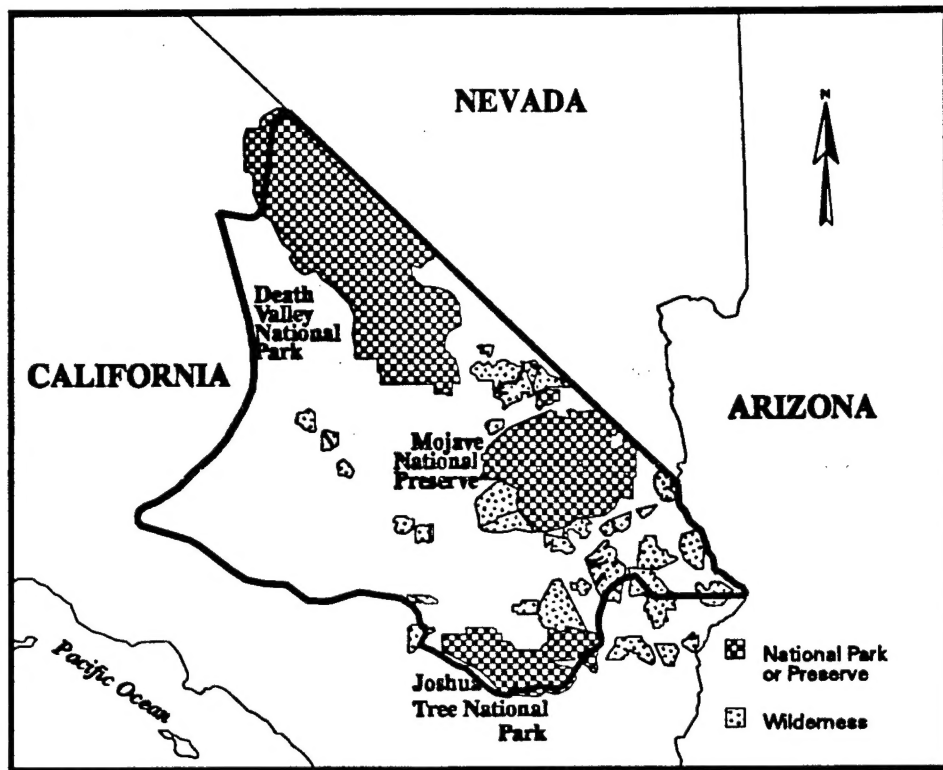 NEVADA
N
Death
Valley
National
Park
CALIFORNIA
ARIZONA
Mojave
National
Preserve
Pacific Ocean
Joshua
Tree National
Park
National Park
or Preserve
Wilderness